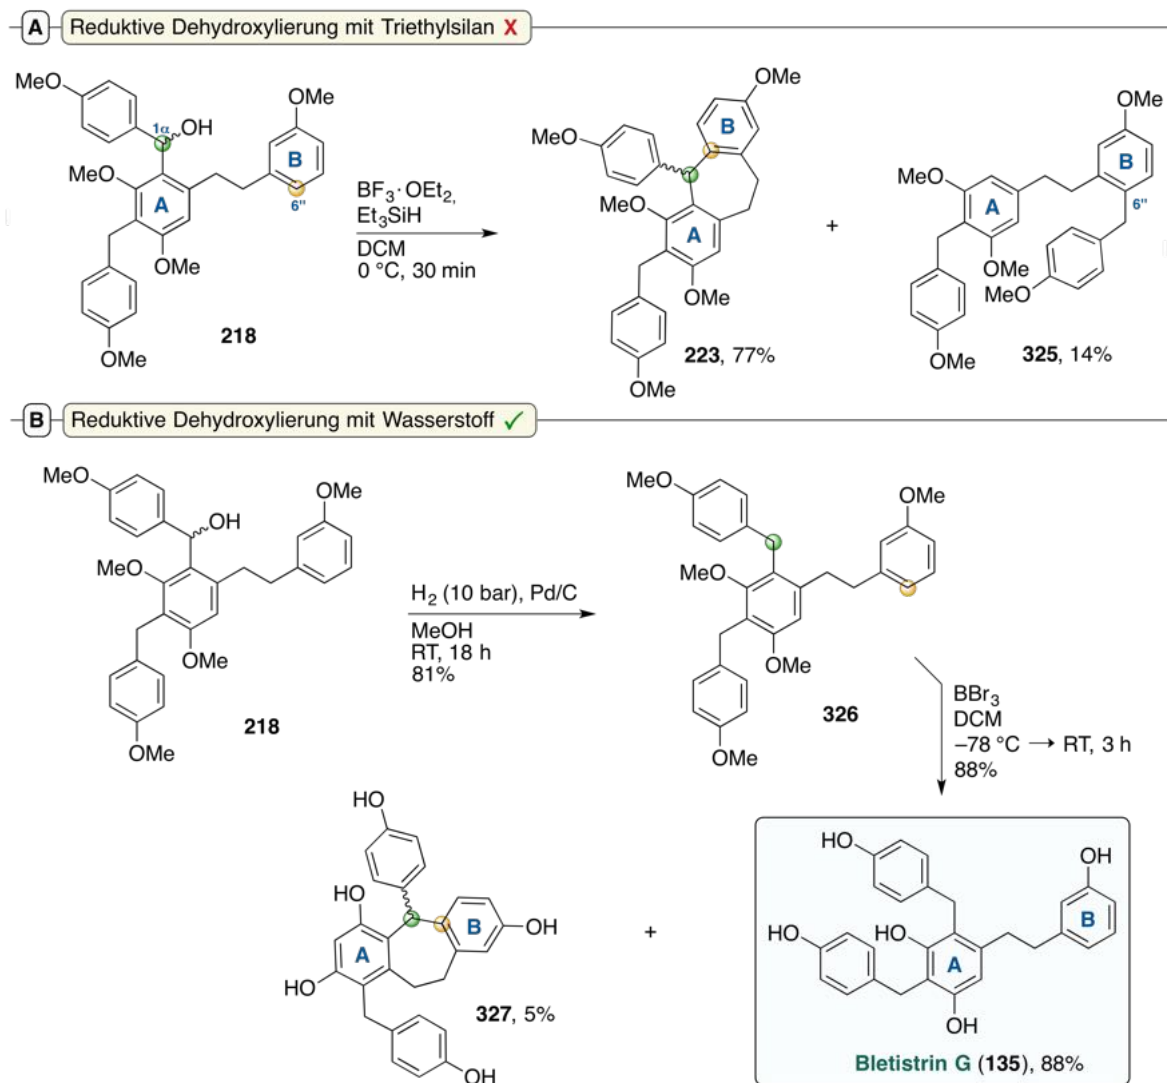 A Reduktive Dehydroxylierung mit Triethylsilan X
MeO
OMe
1α
OH
MeO
A
B
6"
OMe
OMe
218
BF₃·OEt₂,
Et₃SiH
DCM
0 °C, 30 min
OMe
B
MeO
MeO
A
OMe
OMe
223, 77%
+
OMe
B
MeO
A
6"
OMe
MeO
OMe
325, 14%
B Reduktive Dehydroxylierung mit Wasserstoff ✓
MeO
OMe
OH
MeO
OMe
OMe
218
H₂ (10 bar), Pd/C
MeOH
RT, 18 h
81%
MeO
OMe
MeO
OMe
OMe
326
BBr₃
DCM
–78 °C → RT, 3 h
88%
HO
HO
B
OH
A
HO
OH
327, 5%
+
HO
OH
B
HO
HO
A
OH
Bletistrin G (135), 88%